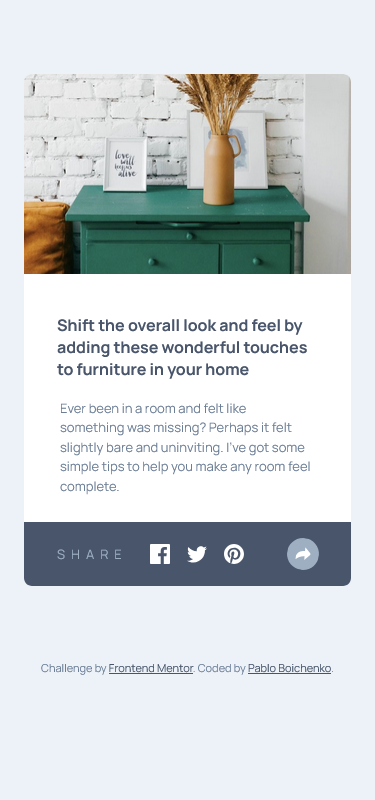 love
will
begins
alive
Shift the overall look and feel by
adding these wonderful touches
to furniture in your home
Ever been in a room and felt like
something was missing? Perhaps it felt
slightly bare and uninviting. I've got some
simple tips to help you make any room feel
complete.
SHARE
Challenge by Frontend Mentor. Coded by Pablo Boichenko.